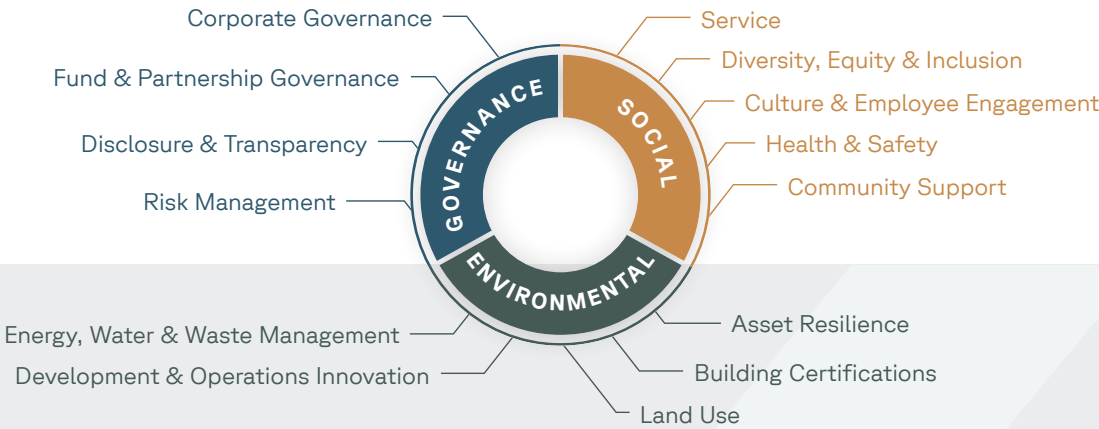 Corporate Governance
Fund & Partnership Governance
Disclosure & Transparency
Risk Management
GOVERNANCE
SOCIAL
Service
Diversity, Equity & Inclusion
Culture & Employee Engagement
Health & Safety
Community Support
ENVIRONMENTAL
Energy, Water & Waste Management
Development & Operations Innovation
Land Use
Building Certifications
Asset Resilience